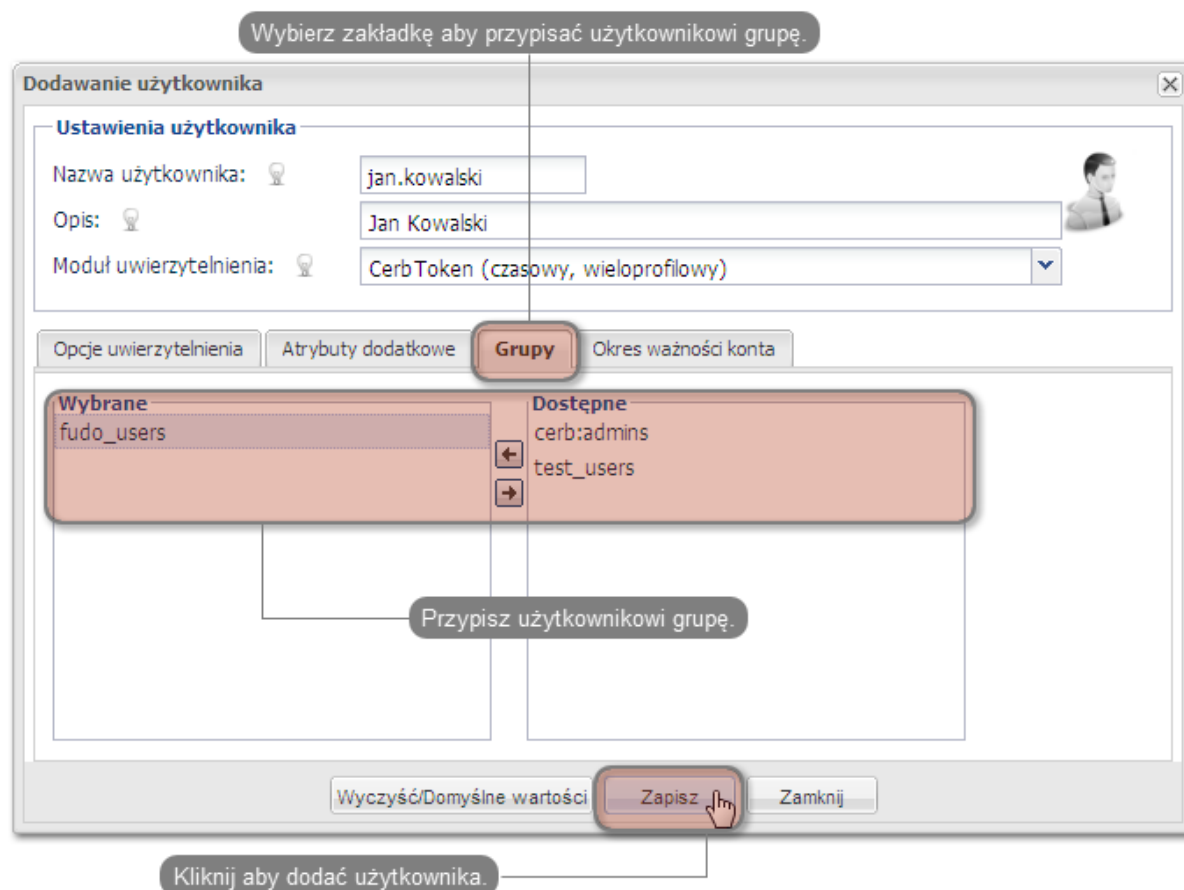 Wybierz zakładkę aby przypisać użytkownikowi grupę.
Dodawanie użytkownika
Ustawienia użytkownika
Nazwa użytkownika: jan.kowalski
Opis: Jan Kowalski
Moduł uwierzytelnienia: CerbToken (czasowy, wieloprofilowy)
Opcje uwierzytelnienia Atrybuty dodatkowe Grupy Okres ważności konta
Wybrane Dostępne
fudo_users cerb:admins
test_users
Przypisz użytkownikowi grupę.
Wyczyść/Domyślne wartości Zapisz Zamknij
Kliknij aby dodać użytkownika.